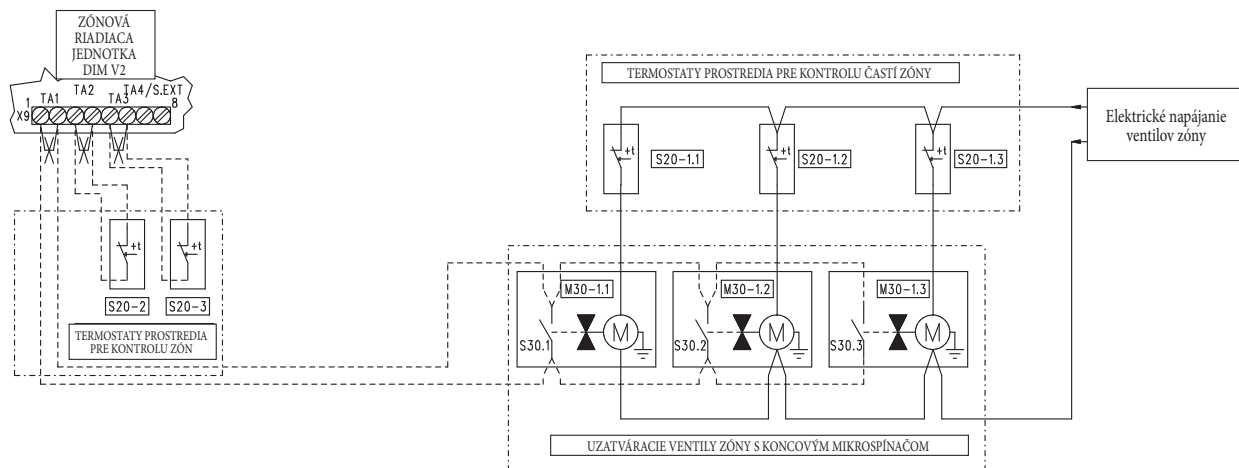 ZÓNOVÁ
RIADIACA
JEDNOTKA
DIM V2
TA1 TA2 TA3 TA4/S.EXT
1 8
X9
TERMOSTATY PROSTREDIA PRE KONTROLU ČASTÍ ZÓNY
Elektrické napájanie
ventilov zóny
+t
S20-1.1
+t
S20-1.2
+t
S20-1.3
+t
S20-2
+t
S20-3
TERMOSTATY PROSTREDIA
PRE KONTROLU ZÓN
M30-1.1
M
S30.1
M30-1.2
M
S30.2
M30-1.3
M
S30.3
UZATVÁRACIE VENTILY ZÓNY S KONCOVÝM MIKROSPÍNAČOM